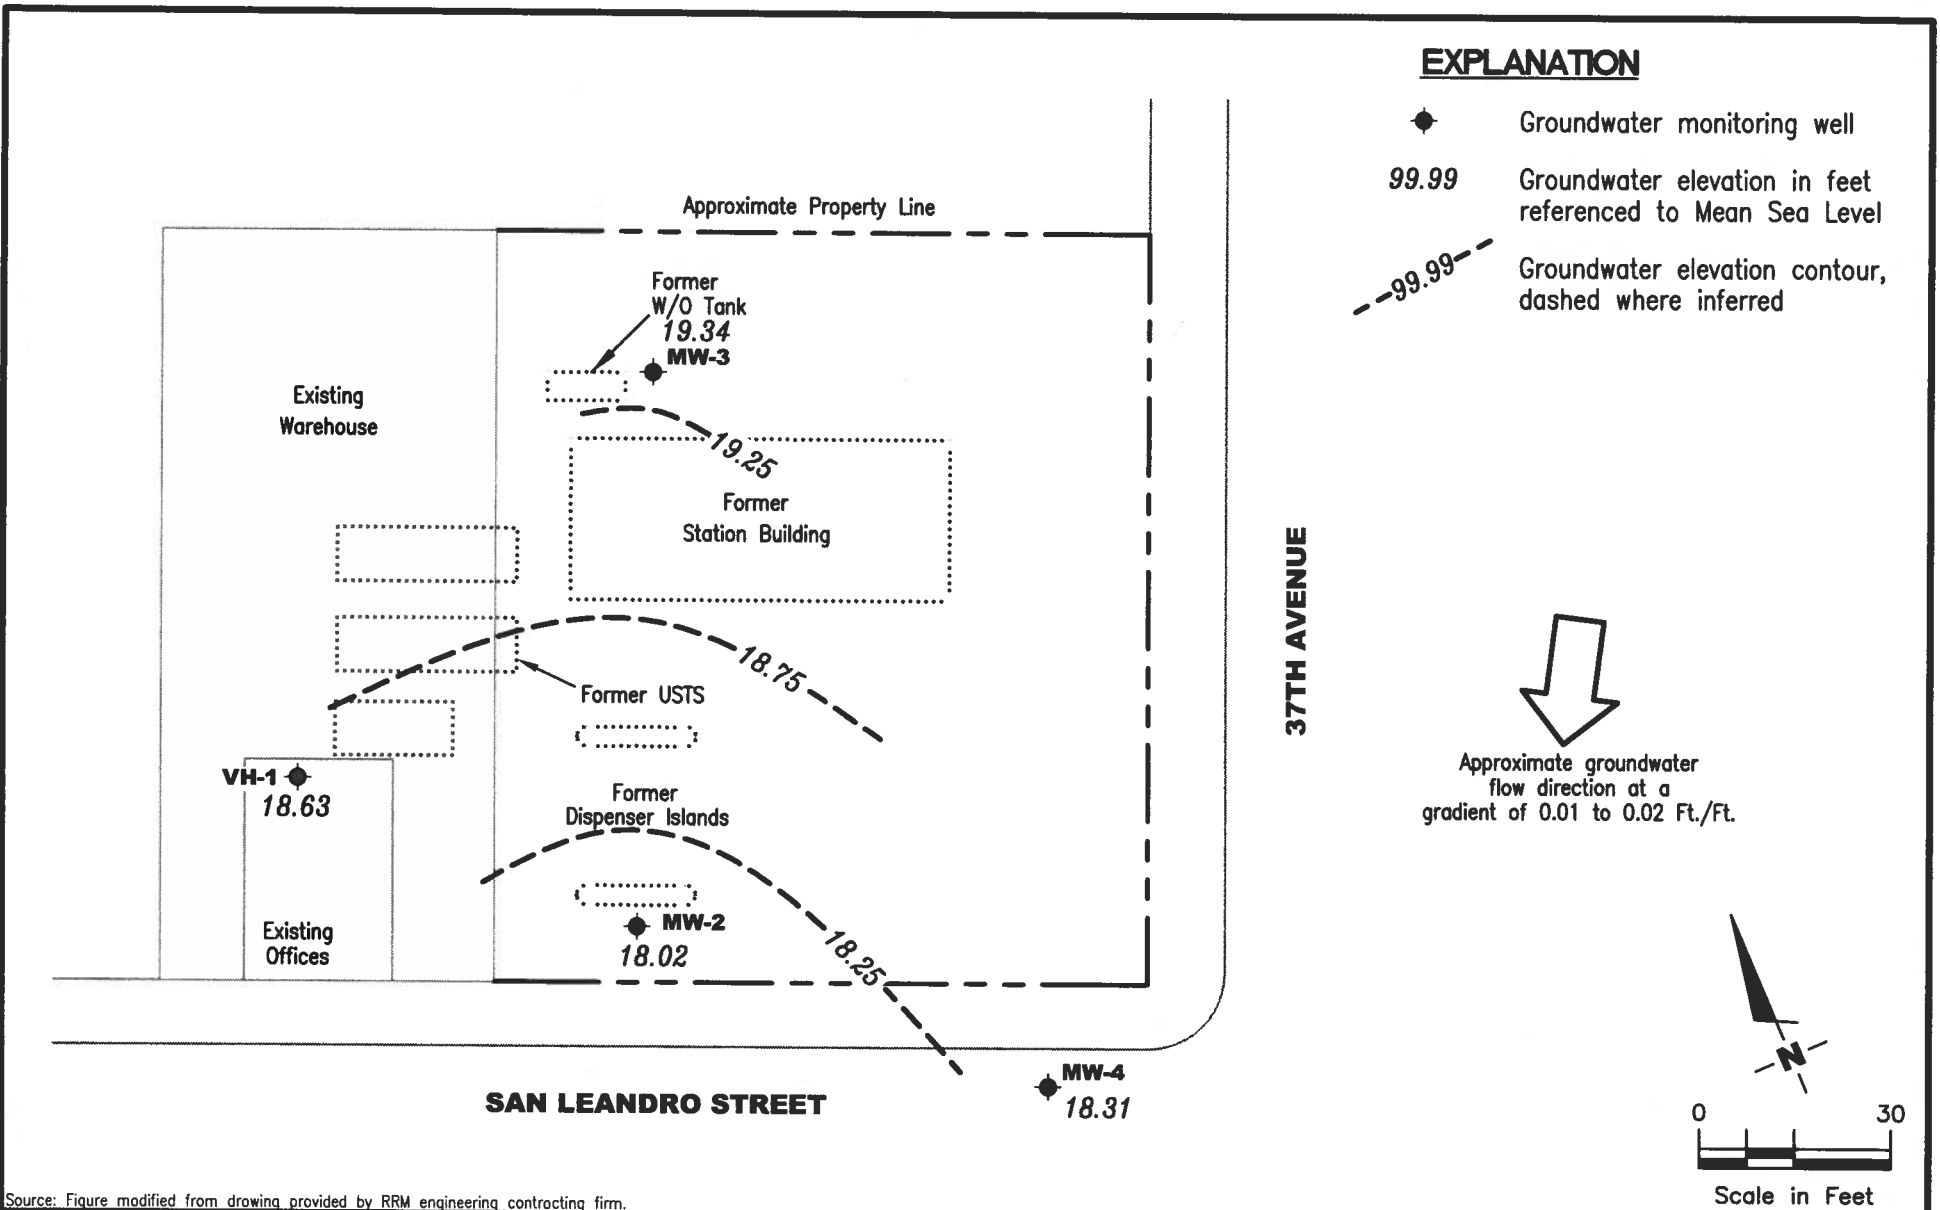 EXPLANATION
Groundwater monitoring well
99.99
Groundwater elevation in feet
referenced to Mean Sea Level
99.99
Groundwater elevation contour,
dashed where inferred
Approximate Property Line
Former
W/O Tank
19.34
MW-3
Existing
Warehouse
19.25
Former
Station Building
18.75
Former USTS
VH-1
18.63
Former
Dispenser Islands
MW-2
18.02
18.25
Existing
Offices
37TH AVENUE
Approximate groundwater
flow direction at a
gradient of 0.01 to 0.02 Ft./Ft.
N
MW-4
18.31
SAN LEANDRO STREET
0 30
Scale in Feet
Source: Figure modified from drawing provided by RRM engineering contracting firm.